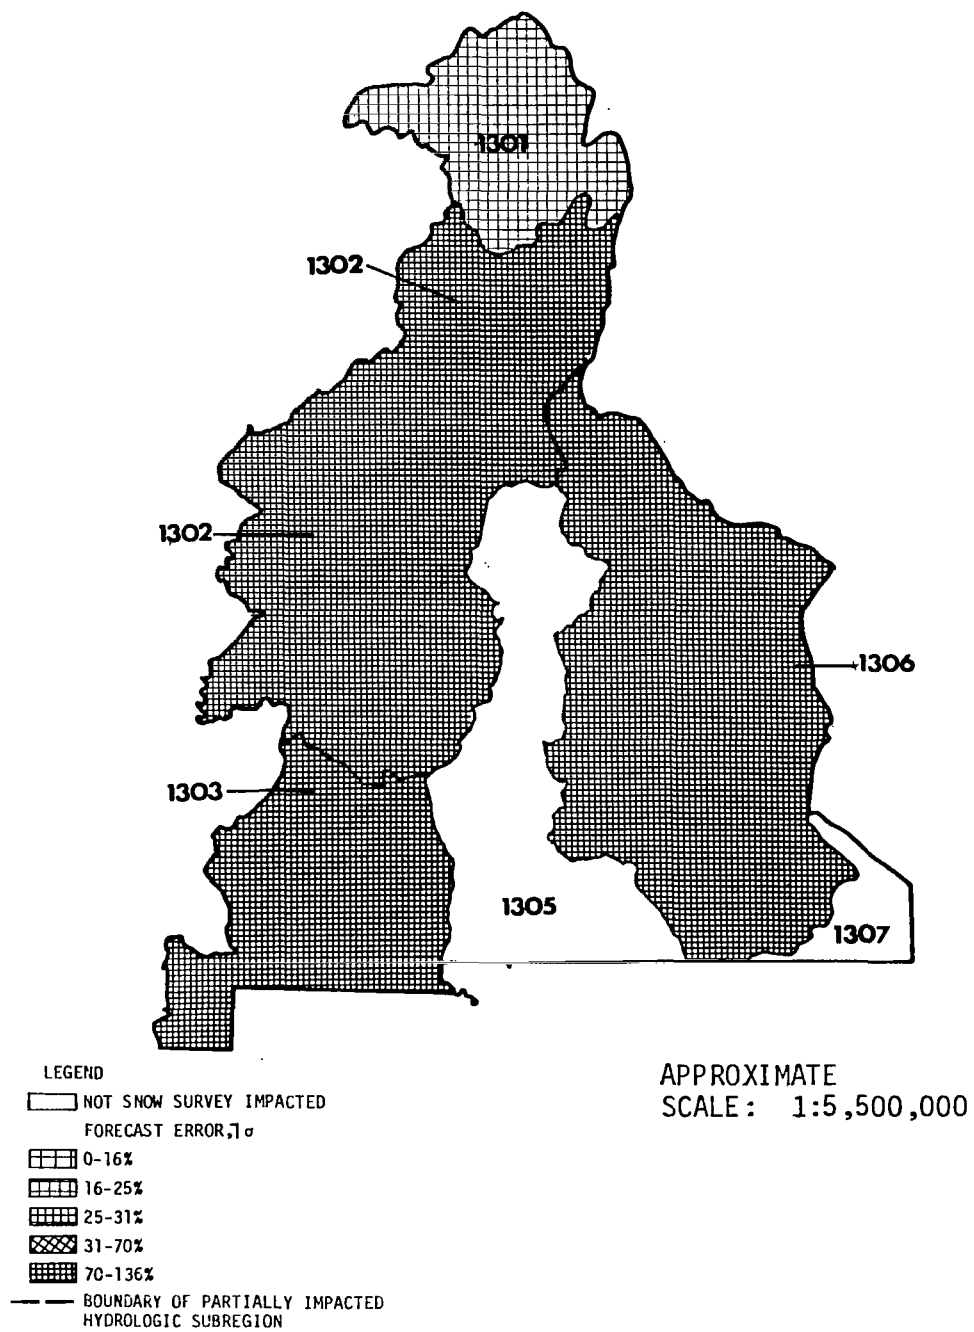 1301
1302
1302
1306
1303
1305
1307
LEGEND
NOT SNOW SURVEY IMPACTED
FORECAST ERROR, 1σ
0-16%
16-25%
25-31%
31-70%
70-136%
BOUNDARY OF PARTIALLY IMPACTED
HYDROLOGIC SUBREGION
APPROXIMATE
SCALE: 1:5,500,000